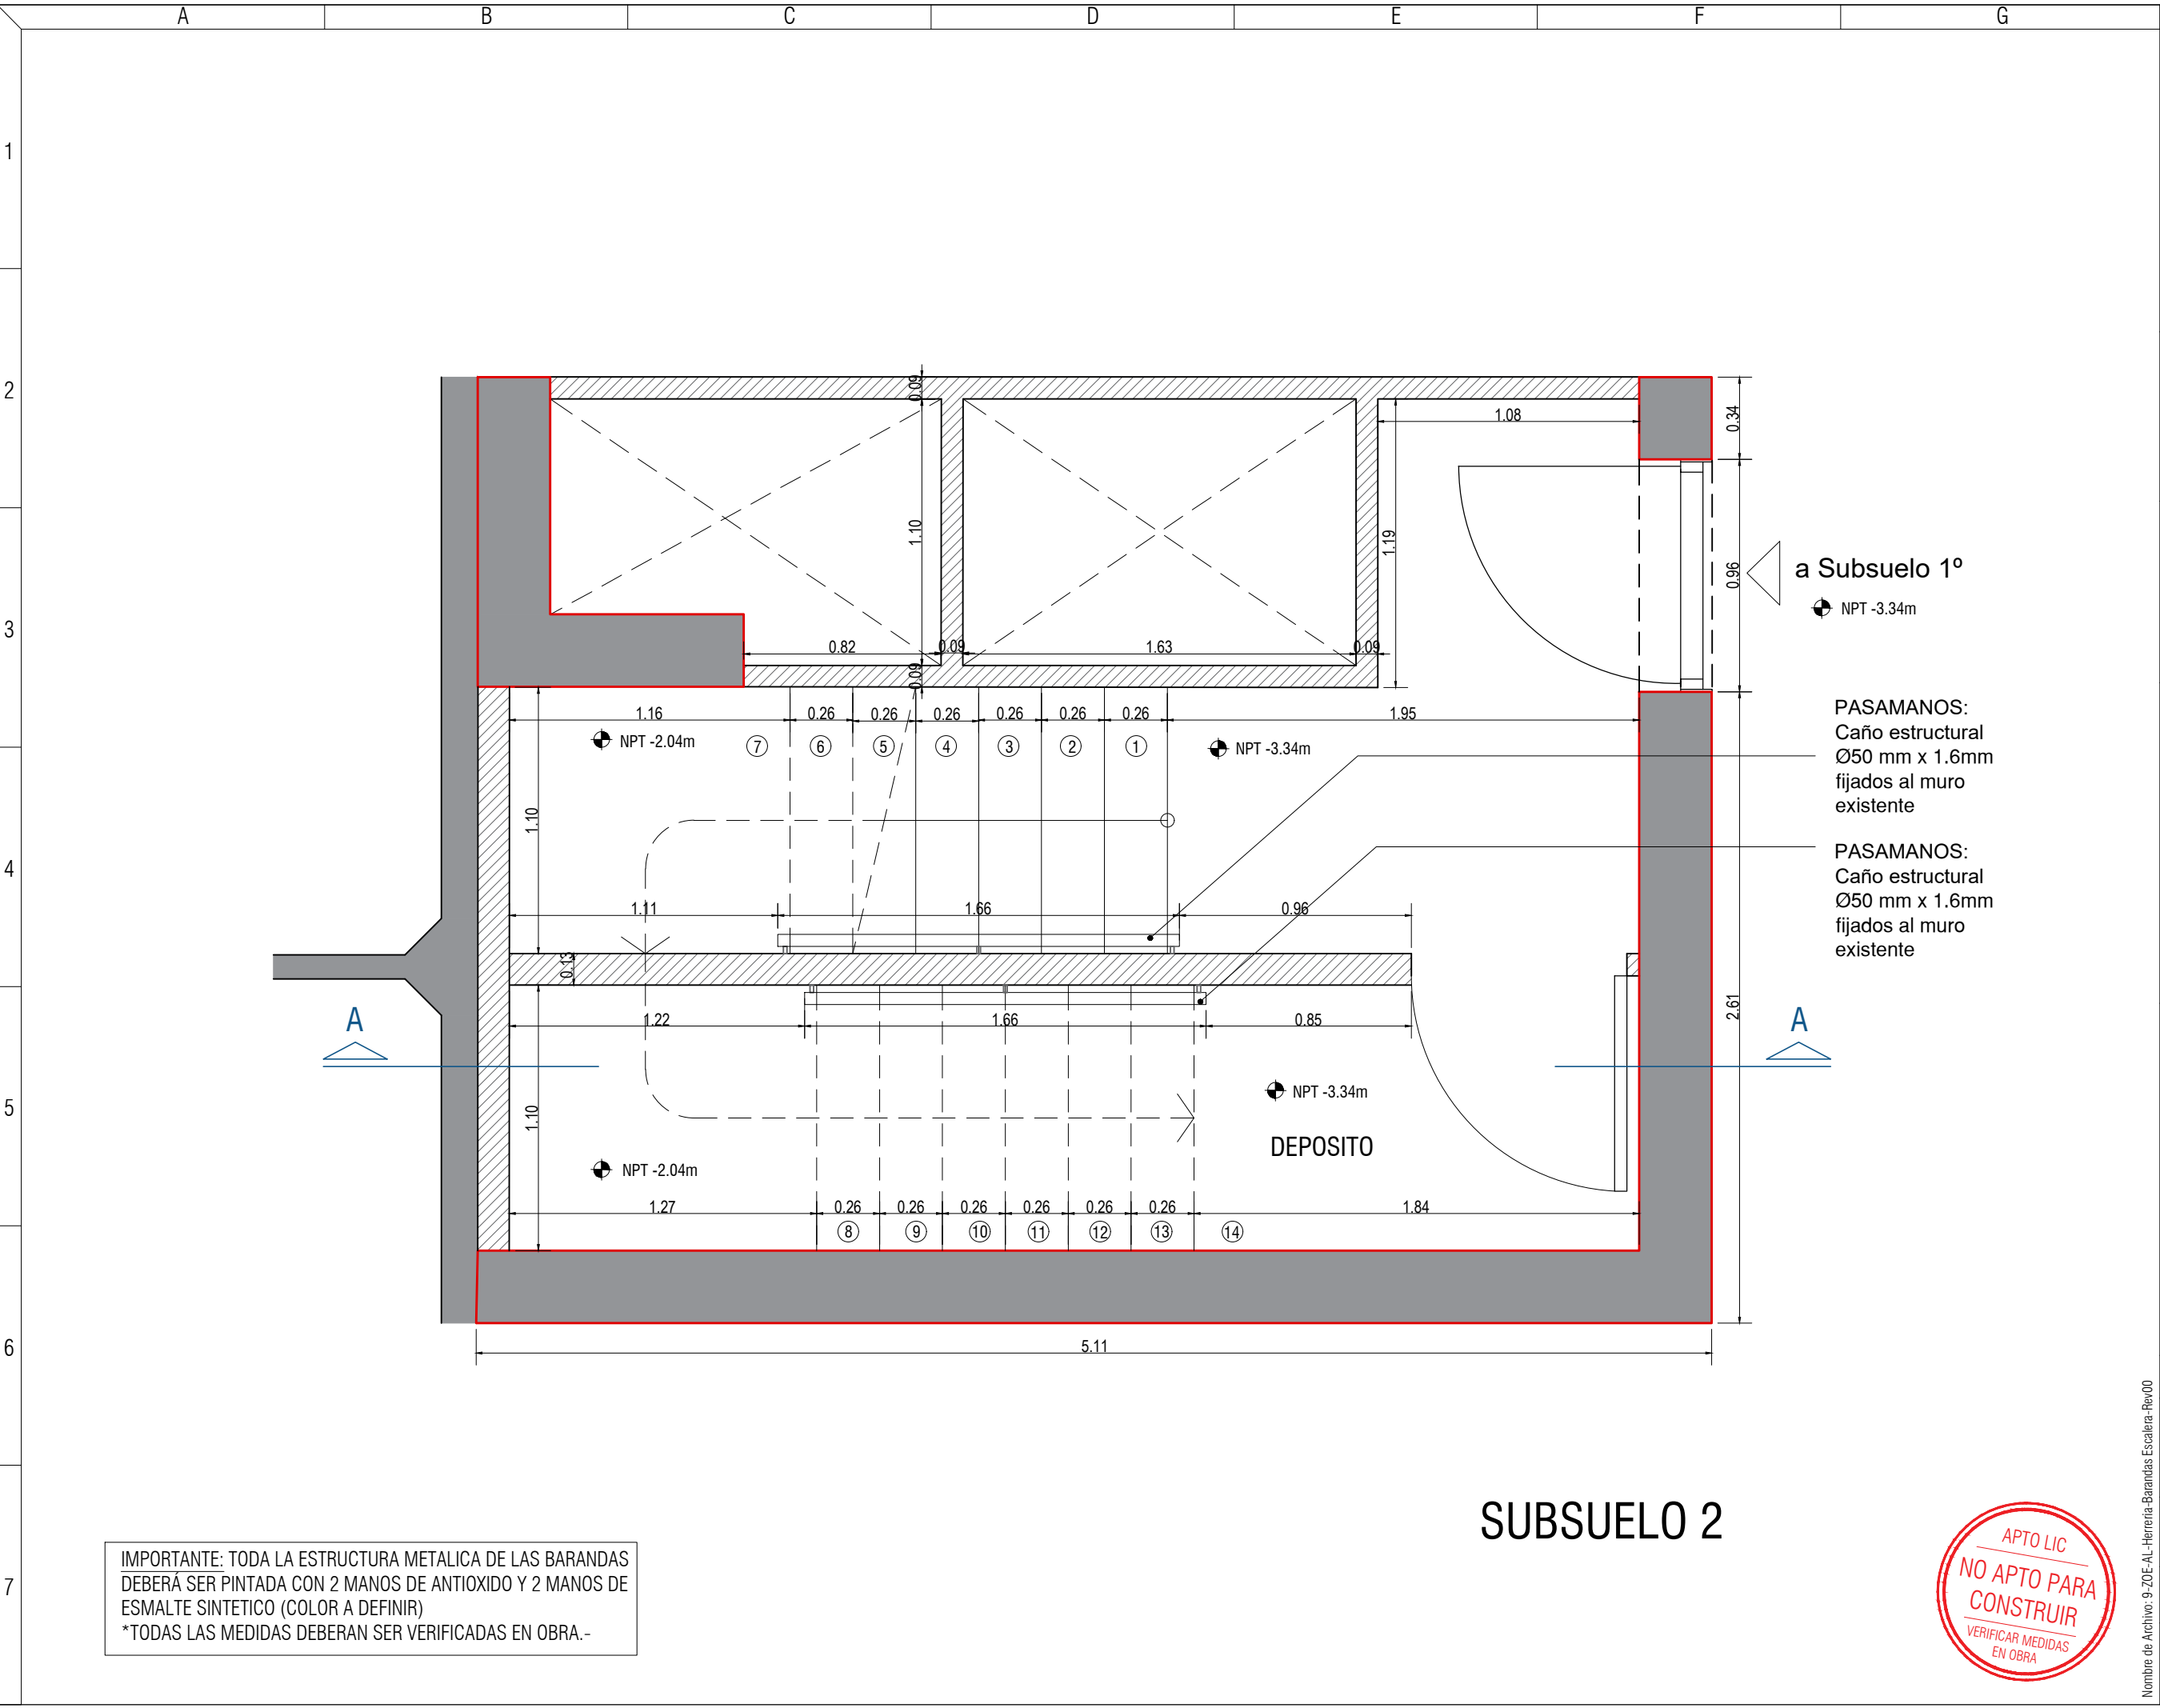 A B C D E F G
1
2
3
4
5
6
7
0.09
1.10
0.82
0.09
0.09
1.63
0.09
1.19
1.08
0.34
0.96
a Subsuelo 1º
NPT -3.34m
1.16 0.26 0.26 0.26 0.26 0.26 0.26 1.95
NPT -2.04m
7 6 5 4 3 2 1
NPT -3.34m
PASAMANOS:
Caño estructural
Ø50 mm x 1.6mm
fijados al muro
existente
PASAMANOS:
Caño estructural
Ø50 mm x 1.6mm
fijados al muro
existente
1.10
1.11 1.66 0.96
0.13
1.22 1.66 0.85
2.61
A A
1.10
NPT -3.34m
DEPOSITO
NPT -2.04m
1.27 0.26 0.26 0.26 0.26 0.26 0.26 1.84
8 9 10 11 12 13 14
5.11
SUBSUELO 2
IMPORTANTE: TODA LA ESTRUCTURA METALICA DE LAS BARANDAS
DEBERÁ SER PINTADA CON 2 MANOS DE ANTIOXIDO Y 2 MANOS DE
ESMALTE SINTETICO (COLOR A DEFINIR)
*TODAS LAS MEDIDAS DEBERAN SER VERIFICADAS EN OBRA.-
APTO LIC
NO APTO PARA
CONSTRUIR
VERIFICAR MEDIDAS
EN OBRA
Nombre de Archivo: 9-ZOE-AL-Herreria-Barandas Escalera-Rev00